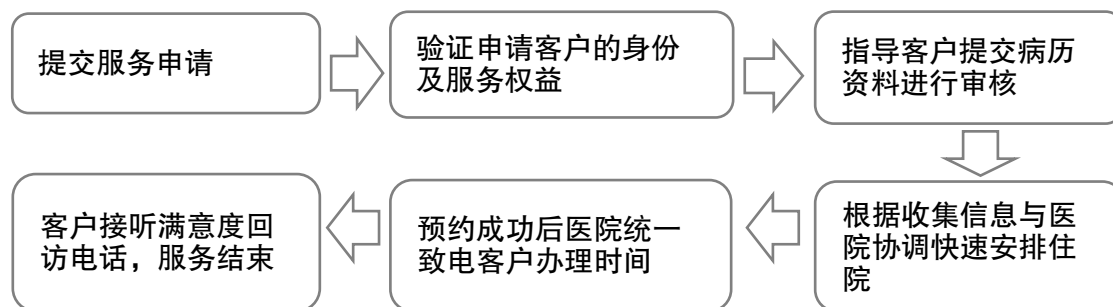 提交服务申请
验证申请客户的身份
及服务权益
指导客户提交病历
资料进行审核
根据收集信息与医
院协调快速安排住
院
预约成功后医院统一
致电客户办理时间
客户接听满意度回
访电话，服务结束